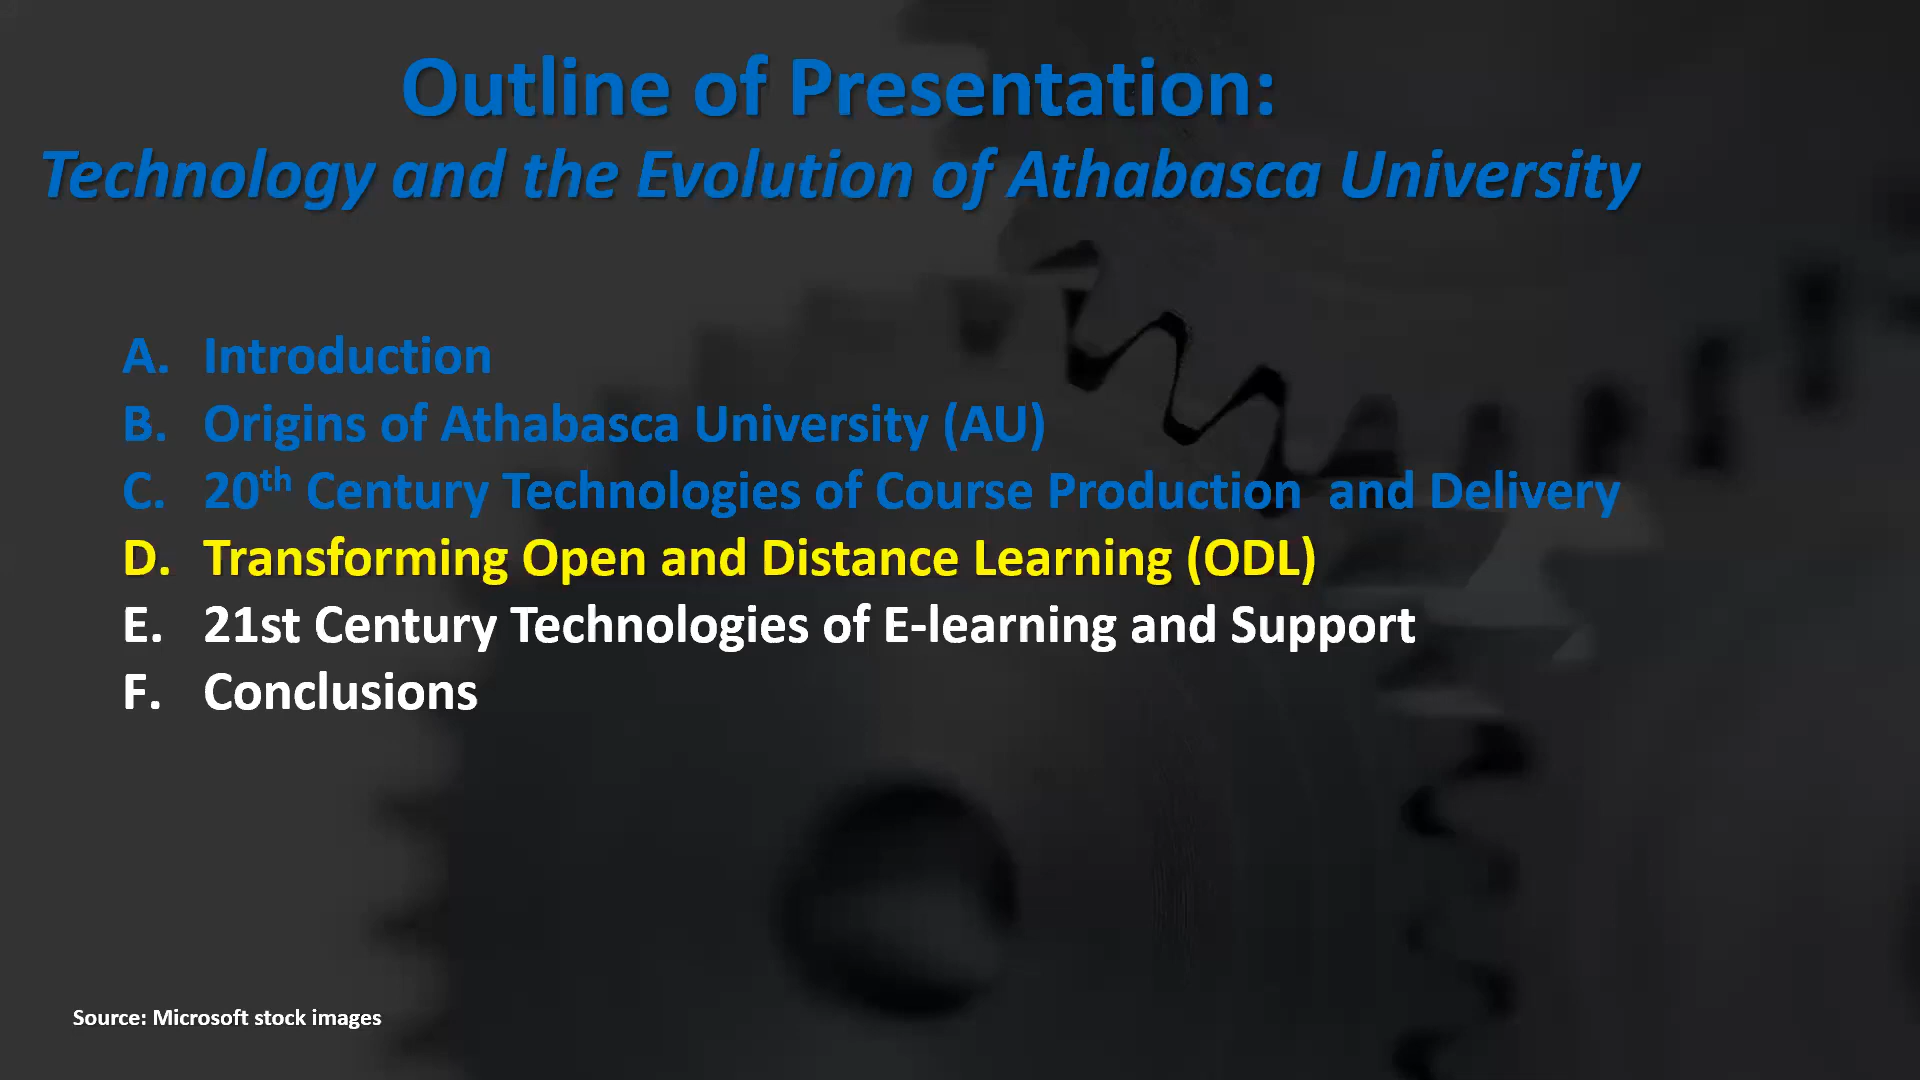 Outline of Presentation:
Technology and the Evolution of Athabasca University
A. Introduction
B. Origins of Athabasca University (AU)
C. 20th Century Technologies of Course Production  and Delivery
D. Transforming Open and Distance Learning (ODL)
E. 21st Century Technologies of E-learning and Support
F. Conclusions
Source: Microsoft stock images